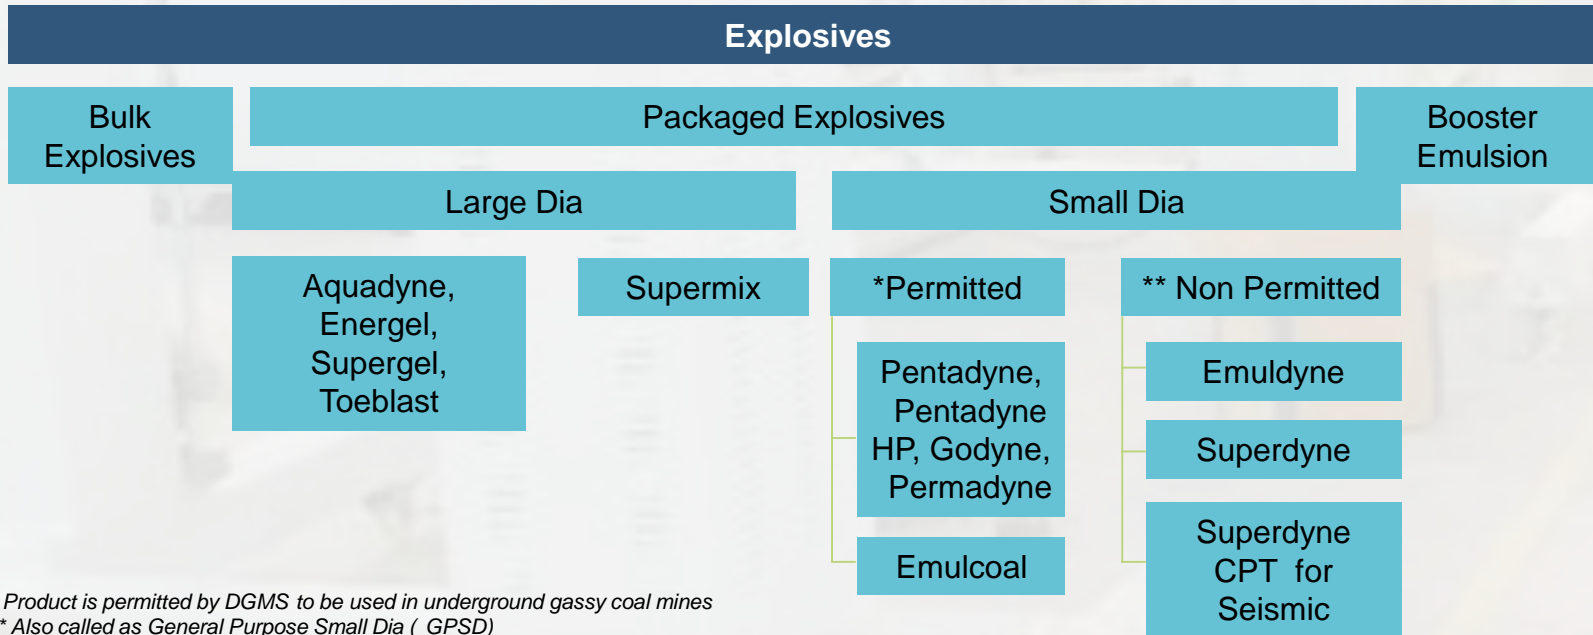 Explosives
Bulk
Explosives
Packaged Explosives
Booster
Emulsion
Large Dia
Small Dia
Aquadyne,
Energel,
Supergel,
Toeblast
Supermix
*Permitted
** Non Permitted
Pentadyne,
Pentadyne
HP, Godyne,
Permadyne
Emulcoal
Emuldyne
Superdyne
Superdyne
CPT for
Seismic
Product is permitted by DGMS to be used in underground gassy coal mines
* Also called as General Purpose Small Dia ( GPSD)